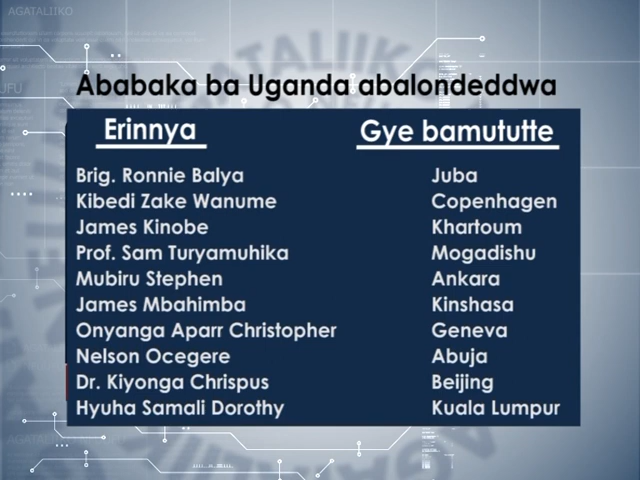 AGATALIIKO
Ababaka ba Uganda abalondeddwa
Erinnya Gye bamututte
Brig. Ronnie Balya Juba
Kibedi Zake Wanume Copenhagen
James Kinobe Khartoum
Prof. Sam Turyamuhika Mogadishu
Mubiru Stephen Ankara
James Mbahimba Kinshasa
Onyanga Aparr Christopher Geneva
Nelson Ocegere Abuja
Dr. Kiyonga Chrispus Beijing
Hyuha Samali Dorothy Kuala Lumpur